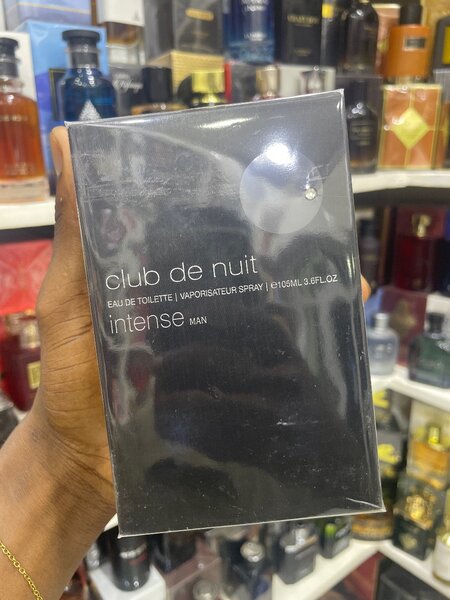 club de nuit
EAU DE TOILETTE | VAPORISATEUR SPRAY | ℮105ML 3.6FL.OZ
intense MAN